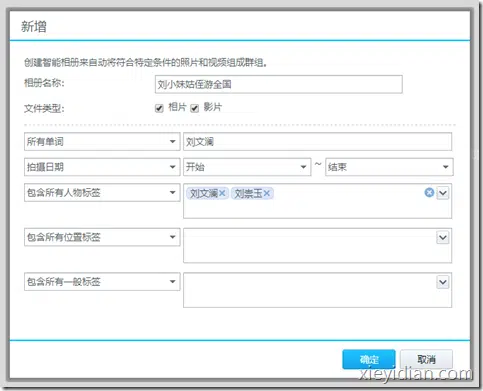 新增
创建智能相册来自动将符合特定条件的照片和视频组成群组。
相册名称： 刘小妹姑侄游全国
文件类型： 相片 影片
所有单词 刘文澜
拍摄日期 开始 ~ 结束
包含所有人物标签 刘文澜 刘崇玉
包含所有位置标签
包含所有一般标签
确定 取消
xieyidian.com